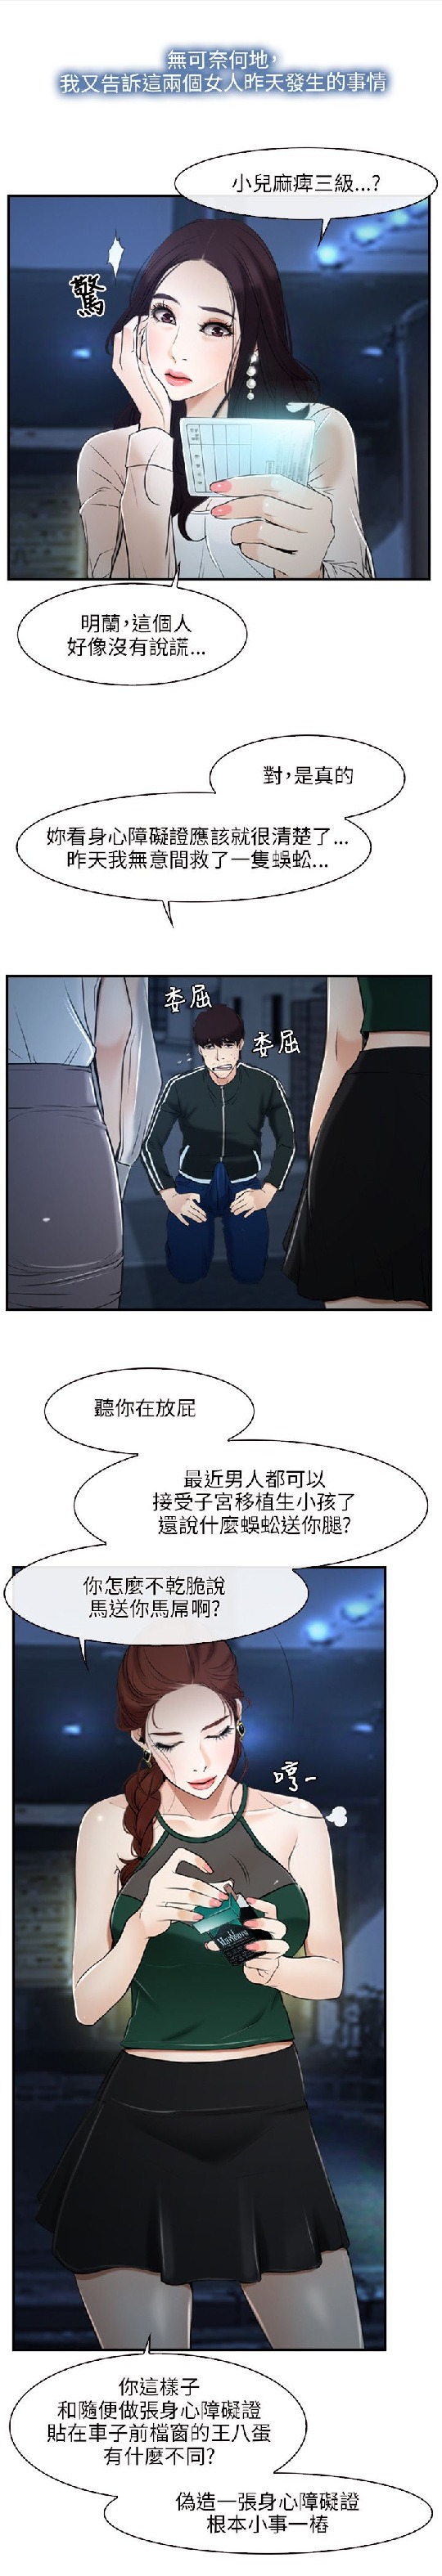 無可奈何地，
我又告訴這兩個女人昨天發生的事情
小兒麻痺三級...?
驚
明蘭，這個人
好像沒有說謊...
對，是真的
妳看身心障礙證應該就很清楚了...
昨天我無意間救了一隻蜈蚣...
委屈
委屈
聽你在放屁
最近男人都可以
接受子宮移植生小孩了
還說什麼蜈蚣送你腿?
你怎麼不乾脆說
馬送你馬屌啊?
哼~
你這樣子
和隨便做張身心障礙證
貼在車子前檔窗的王八蛋
有什麼不同?
偽造一張身心障礙證
根本小事一樁